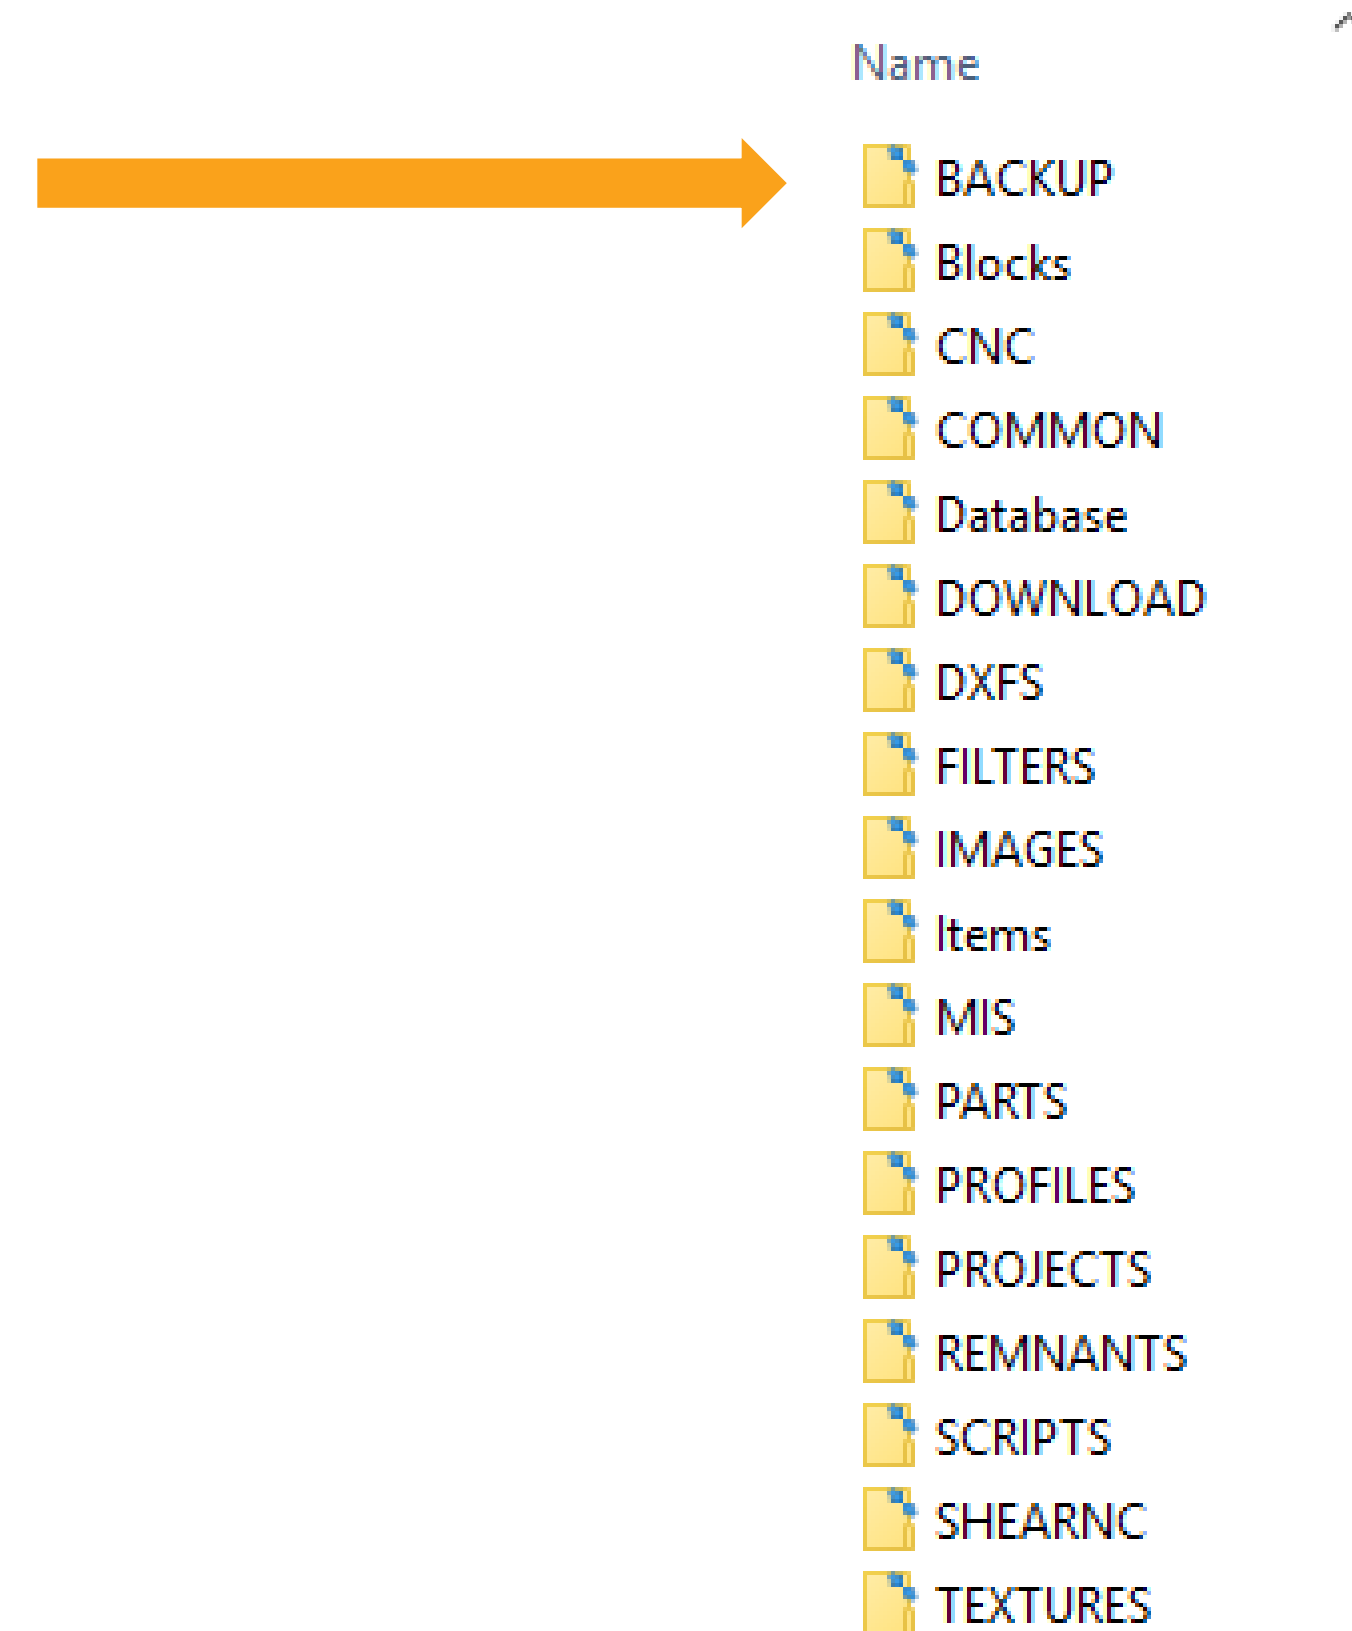 Name
BACKUP
Blocks
CNC
COMMON
Database
DOWNLOAD
DXFS
FILTERS
IMAGES
Items
MIS
PARTS
PROFILES
PROJECTS
REMNANTS
SCRIPTS
SHEARNC
TEXTURES